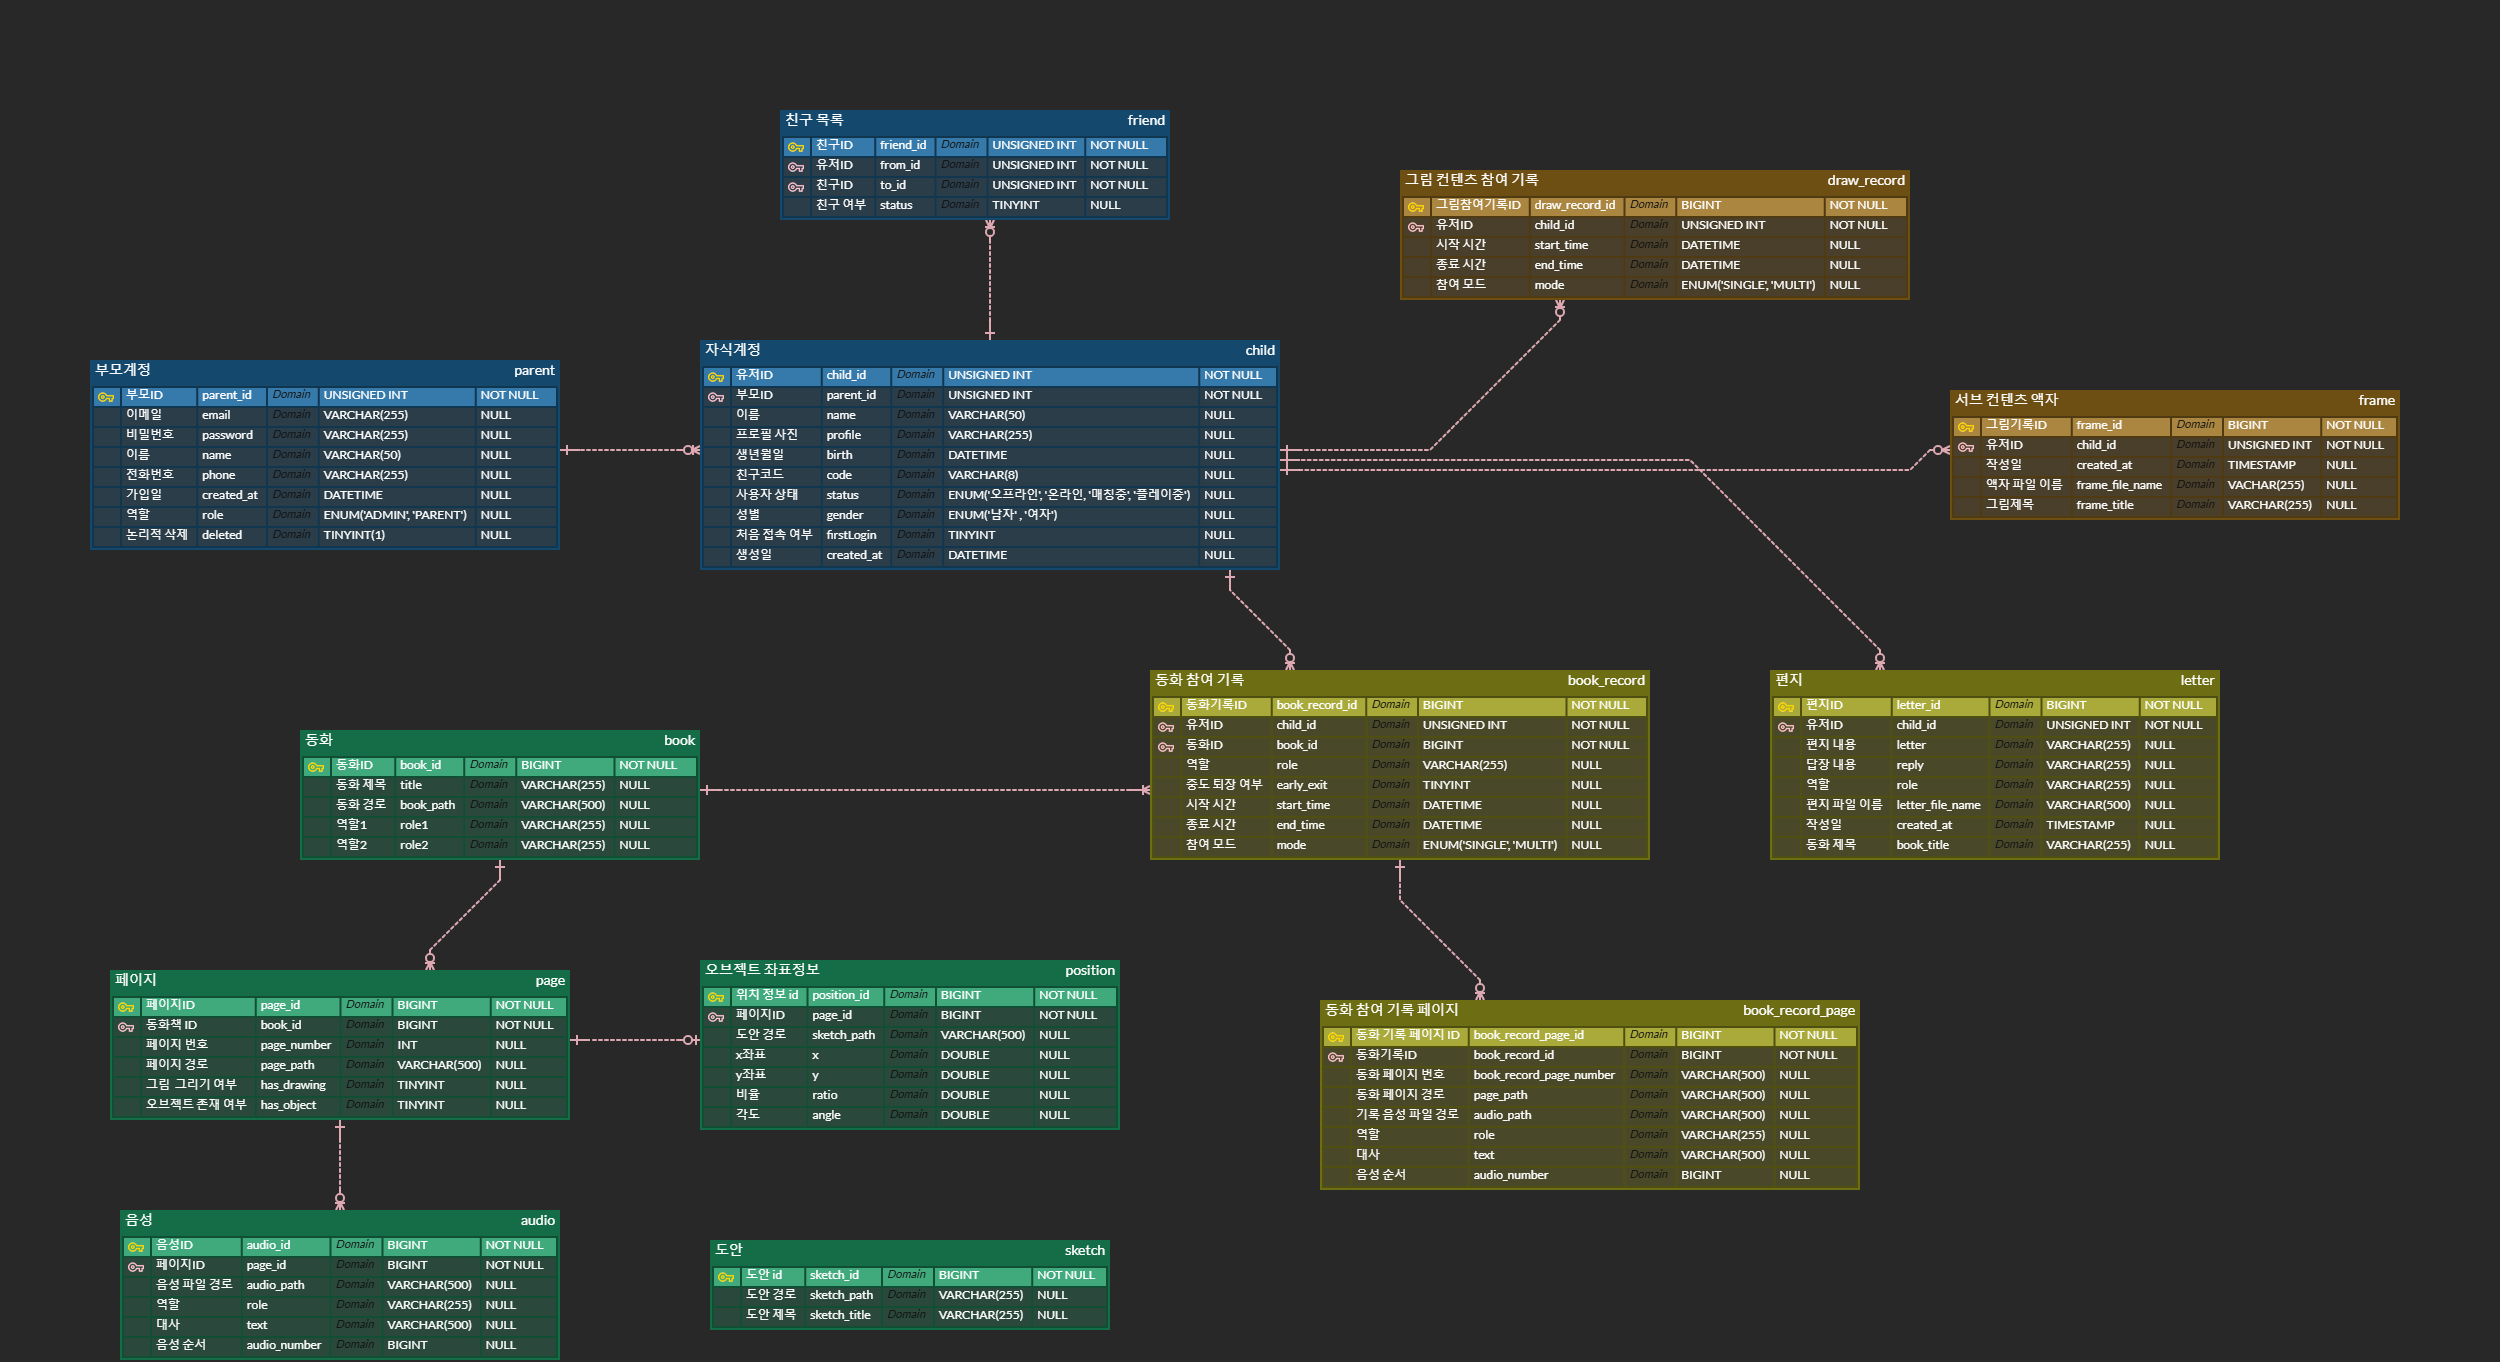 친구 목록 friend
친구ID friend_id Domain UNSIGNED INT NOT NULL
유저ID from_id Domain UNSIGNED INT NOT NULL
친구ID to_id Domain UNSIGNED INT NOT NULL
친구 여부 status Domain TINYINT NULL
그림 컨텐츠 참여 기록 draw_record
그림참여기록ID draw_record_id Domain BIGINT NOT NULL
유저ID child_id Domain UNSIGNED INT NOT NULL
시작 시간 start_time Domain DATETIME NULL
종료 시간 end_time Domain DATETIME NULL
참여 모드 mode Domain ENUM('SINGLE', 'MULTI') NULL
부모계정 parent
부모ID parent_id Domain UNSIGNED INT NOT NULL
이메일 email Domain VARCHAR(255) NULL
비밀번호 password Domain VARCHAR(255) NULL
이름 name Domain VARCHAR(50) NULL
전화번호 phone Domain VARCHAR(255) NULL
가입일 created_at Domain DATETIME NULL
역할 role Domain ENUM('ADMIN', 'PARENT') NULL
논리적 삭제 deleted Domain TINYINT(1) NULL
자식계정 child
유저ID child_id Domain UNSIGNED INT NOT NULL
부모ID parent_id Domain UNSIGNED INT NOT NULL
이름 name Domain VARCHAR(50) NULL
프로필 사진 profile Domain VARCHAR(255) NULL
생년월일 birth Domain DATETIME NULL
친구코드 code Domain VARCHAR(8) NULL
사용자 상태 status Domain ENUM('오프라인', '온라인, '매칭중', '플레이중') NULL
성별 gender Domain ENUM('남자' , '여자') NULL
처음 접속 여부 firstLogin Domain TINYINT NULL
생성일 created_at Domain DATETIME NULL
서브 컨텐츠 액자 frame
그림기록ID frame_id Domain BIGINT NOT NULL
유저ID child_id Domain UNSIGNED INT NOT NULL
작성일 created_at Domain TIMESTAMP NULL
액자 파일 이름 frame_file_name Domain VACHAR(255) NULL
그림제목 frame_title Domain VARCHAR(255) NULL
동화 참여 기록 book_record
동화기록ID book_record_id Domain BIGINT NOT NULL
유저ID child_id Domain UNSIGNED INT NOT NULL
동화ID book_id Domain BIGINT NOT NULL
역할 role Domain VARCHAR(255) NULL
중도 퇴장 여부 early_exit Domain TINYINT NULL
시작 시간 start_time Domain DATETIME NULL
종료 시간 end_time Domain DATETIME NULL
참여 모드 mode Domain ENUM('SINGLE', 'MULTI') NULL
편지 letter
편지ID letter_id Domain BIGINT NOT NULL
유저ID child_id Domain UNSIGNED INT NOT NULL
편지 내용 letter Domain VARCHAR(255) NULL
답장 내용 reply Domain VARCHAR(255) NULL
역할 role Domain VARCHAR(255) NULL
편지 파일 이름 letter_file_name Domain VARCHAR(500) NULL
작성일 created_at Domain TIMESTAMP NULL
동화 제목 book_title Domain VARCHAR(255) NULL
동화 book
동화ID book_id Domain BIGINT NOT NULL
동화 제목 title Domain VARCHAR(255) NULL
동화 경로 book_path Domain VARCHAR(500) NULL
역할1 role1 Domain VARCHAR(255) NULL
역할2 role2 Domain VARCHAR(255) NULL
페이지 page
페이지ID page_id Domain BIGINT NOT NULL
동화책 ID book_id Domain BIGINT NOT NULL
페이지 번호 page_number Domain INT NULL
페이지 경로 page_path Domain VARCHAR(500) NULL
그림 그리기 여부 has_drawing Domain TINYINT NULL
오브젝트 존재 여부 has_object Domain TINYINT NULL
오브젝트 좌표정보 position
위치 정보 id position_id Domain BIGINT NOT NULL
페이지ID page_id Domain BIGINT NOT NULL
도안 경로 sketch_path Domain VARCHAR(500) NULL
x좌표 x Domain DOUBLE NULL
y좌표 y Domain DOUBLE NULL
비율 ratio Domain DOUBLE NULL
각도 angle Domain DOUBLE NULL
동화 참여 기록 페이지 book_record_page
동화 기록 페이지 ID book_record_page_id Domain BIGINT NOT NULL
동화기록ID book_record_id Domain BIGINT NOT NULL
동화 페이지 번호 book_record_page_number Domain VARCHAR(500) NULL
동화 페이지 경로 page_path Domain VARCHAR(500) NULL
기록 음성 파일 경로 audio_path Domain VARCHAR(500) NULL
역할 role Domain VARCHAR(255) NULL
대사 text Domain VARCHAR(500) NULL
음성 순서 audio_number Domain BIGINT NULL
음성 audio
음성ID audio_id Domain BIGINT NOT NULL
페이지ID page_id Domain BIGINT NOT NULL
음성 파일 경로 audio_path Domain VARCHAR(500) NULL
역할 role Domain VARCHAR(255) NULL
대사 text Domain VARCHAR(500) NULL
음성 순서 audio_number Domain BIGINT NULL
도안 sketch
도안 id sketch_id Domain BIGINT NOT NULL
도안 경로 sketch_path Domain VARCHAR(255) NULL
도안 제목 sketch_title Domain VARCHAR(255) NULL